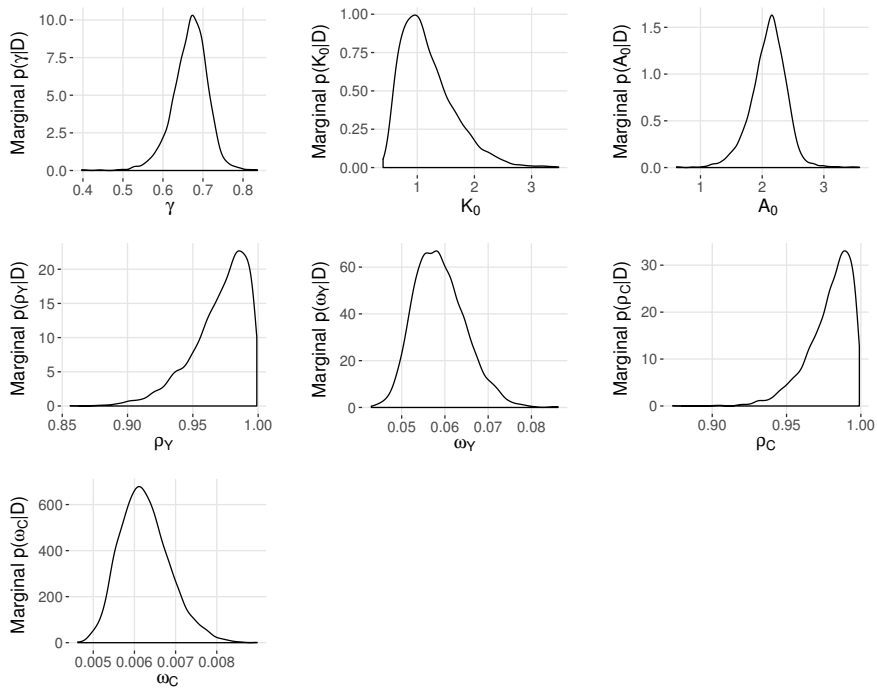 Marginal p(γ|D)
10.0
7.5
5.0
2.5
0.0
0.4 0.5 0.6 0.7 0.8
γ
Marginal p(K₀|D)
1.00
0.75
0.50
0.25
0.00
1 2 3
K₀
Marginal p(A₀|D)
1.5
1.0
0.5
0.0
1 2 3
A₀
Marginal p(ρY|D)
20
15
10
5
0
0.85 0.90 0.95 1.00
ρY
Marginal p(ωY|D)
60
40
20
0
0.05 0.06 0.07 0.08
ωY
Marginal p(ρC|D)
30
20
10
0
0.90 0.95 1.00
ρC
Marginal p(ωC|D)
600
400
200
0
0.005 0.006 0.007 0.008
ωC